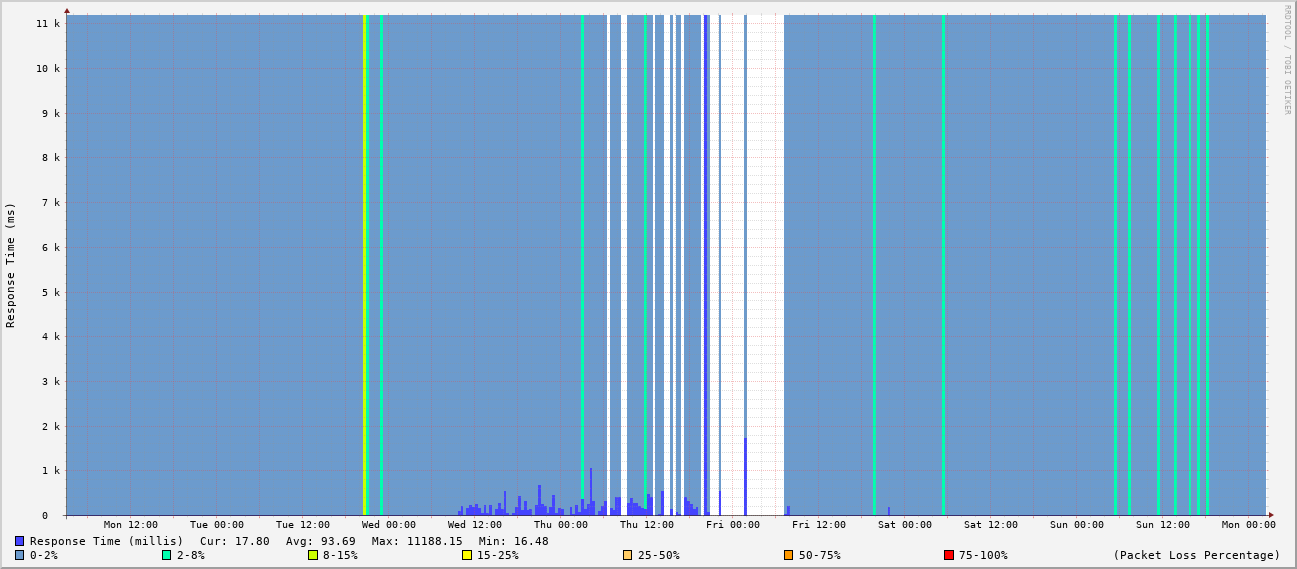 RRDTOOL / TOBI OETIKER
Response Time (ms)
11 k
10 k
9 k
8 k
7 k
6 k
5 k
4 k
3 k
2 k
1 k
0
Mon 12:00 Tue 00:00 Tue 12:00 Wed 00:00 Wed 12:00 Thu 00:00 Thu 12:00 Fri 00:00 Fri 12:00 Sat 00:00 Sat 12:00 Sun 00:00 Sun 12:00 Mon 00:00
Response Time (millis) Cur: 17.80 Avg: 93.69 Max: 11188.15 Min: 16.48
0-2% 2-8% 8-15% 15-25% 25-50% 50-75% 75-100% (Packet Loss Percentage)